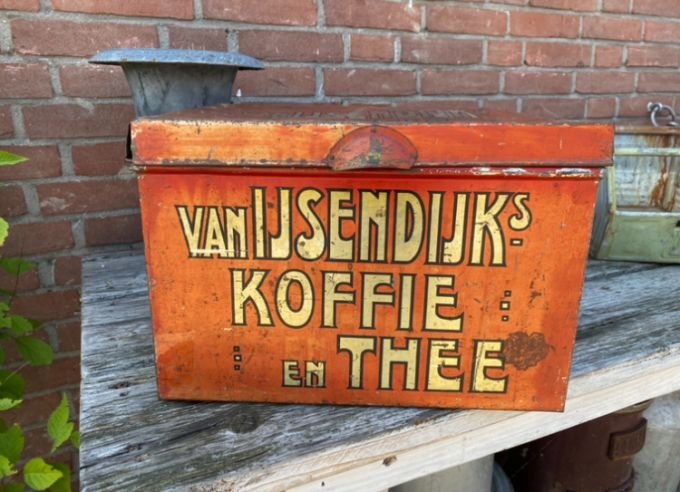 VAN IJSENDIJKS
KOFFIE
EN THEE